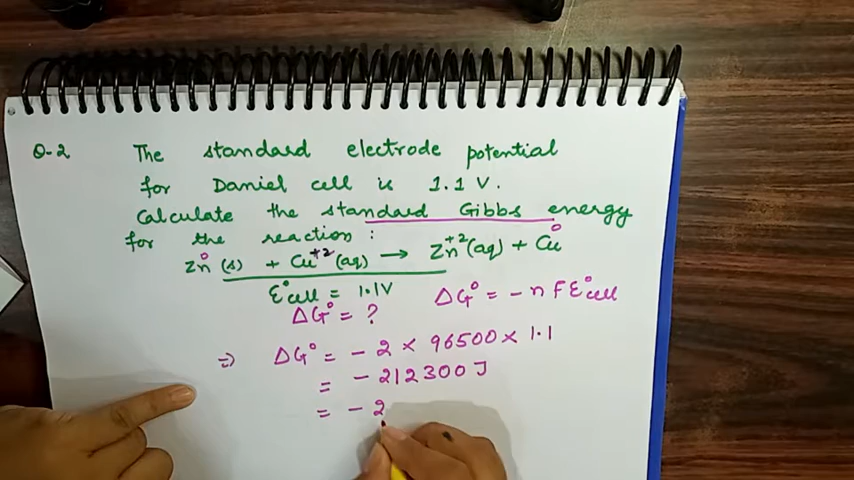 Q-2 The standard electrode potential
for Daniel cell is 1.1 V.
Calculate the standard Gibbs energy
for the reaction:
Zn⁰(s) + Cu⁺²(aq) → Zn⁺²(aq) + Cu⁰
E°cell = 1.1V
ΔG° = -nFE°cell
ΔG° = ?
⇒ ΔG° = - 2 × 96500 × 1.1
= - 212300 J
= - 2